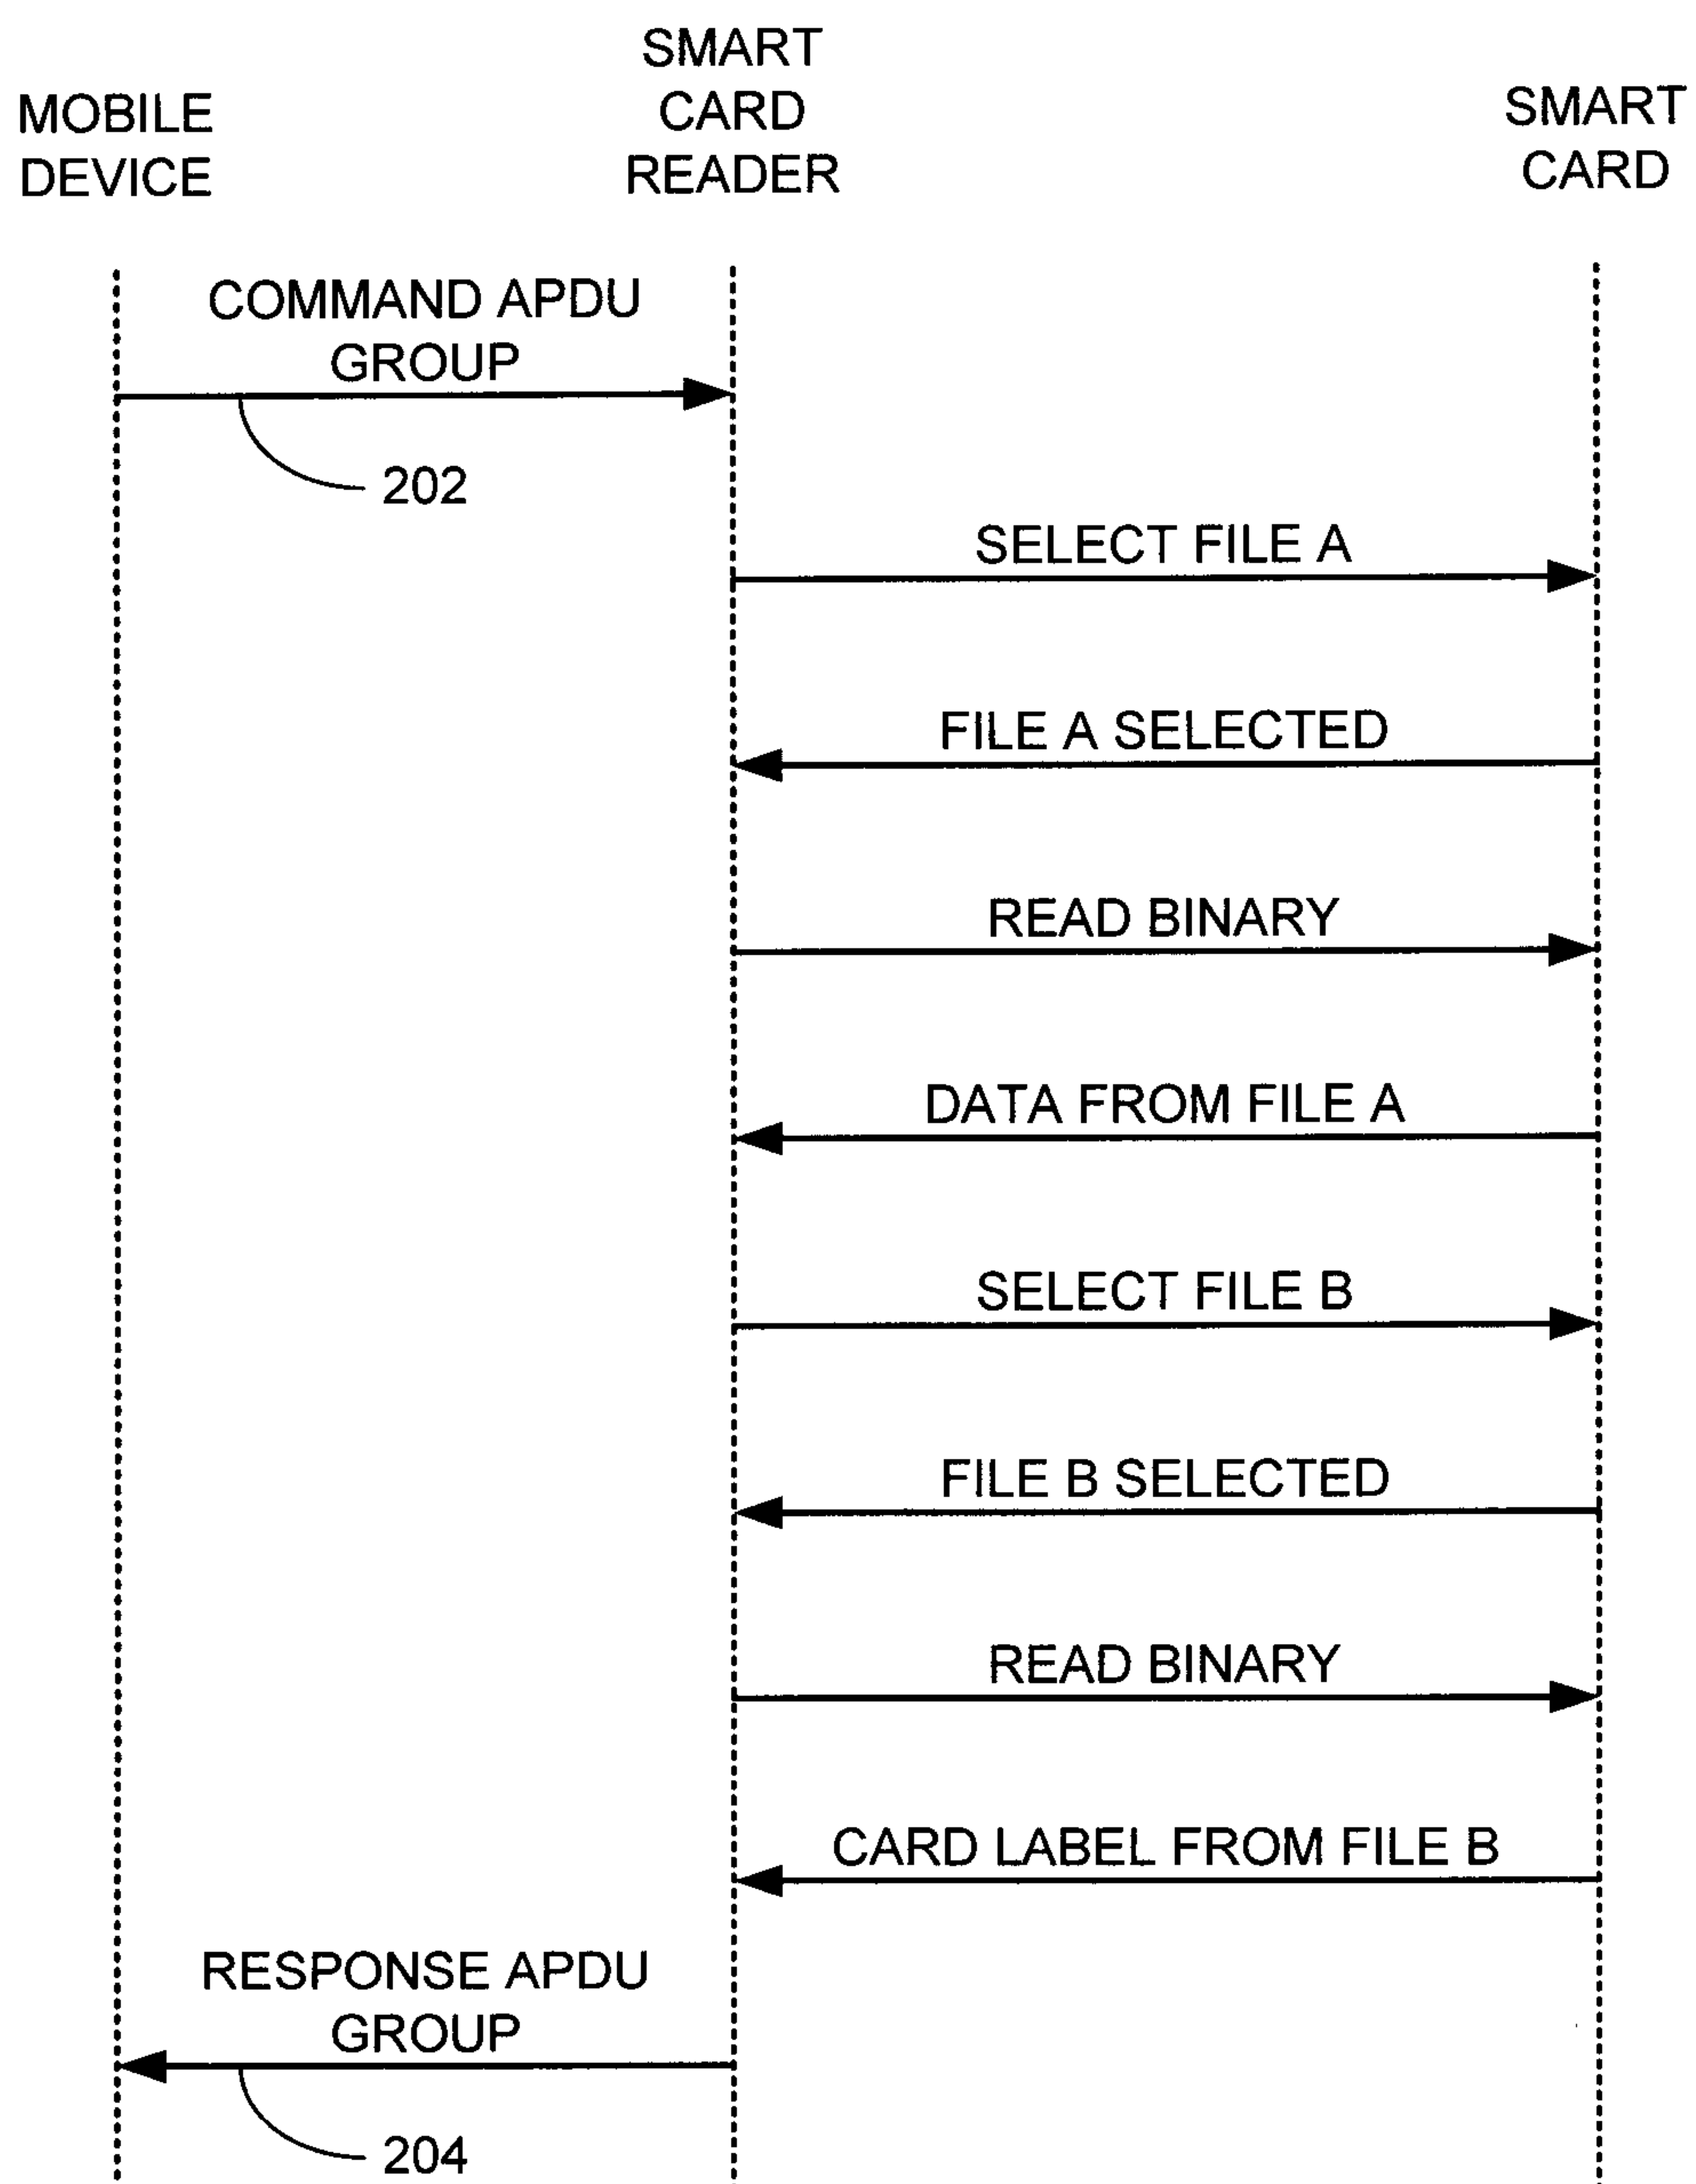 MOBILE
DEVICE
SMART
CARD
READER
SMART
CARD
COMMAND APDU
GROUP
202
SELECT FILE A
FILE A SELECTED
READ BINARY
DATA FROM FILE A
SELECT FILE B
FILE B SELECTED
READ BINARY
CARD LABEL FROM FILE B
RESPONSE APDU
GROUP
204